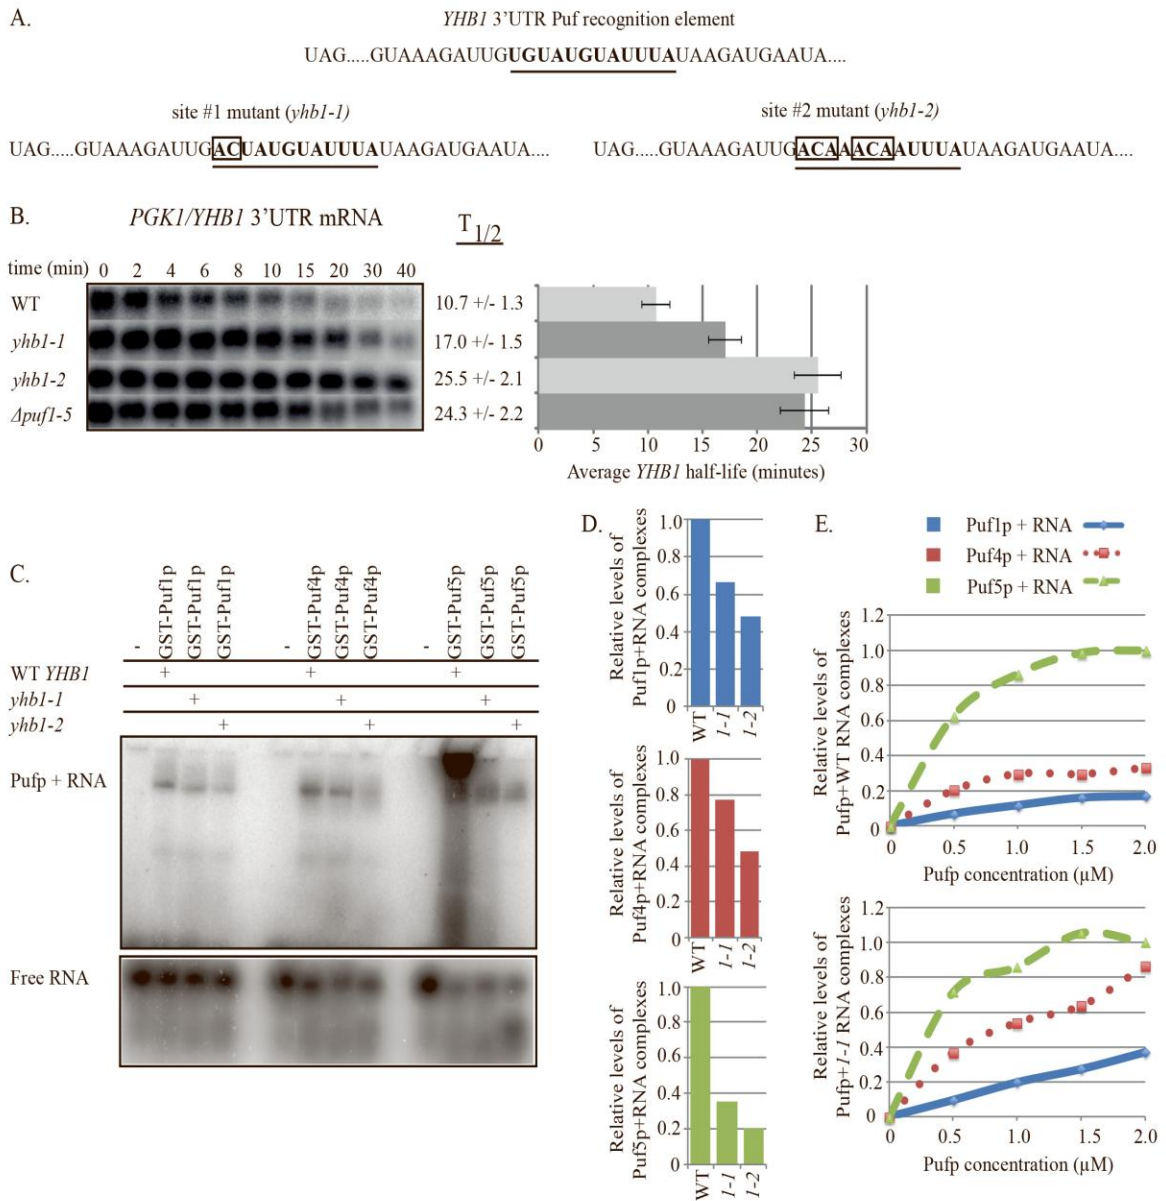 A.
YHB1 3'UTR Puf recognition element
UAG.....GUAAAGAUUGUGUAUGUAUUUAUAAGAUGAAUA....
site #1 mutant (yhb1-1)
UAG.....GUAAAGAUUGACUAUGUAUUUAUAAGAUGAAUA....
site #2 mutant (yhb1-2)
UAG.....GUAAAGAUUGACAAACAAUUUAUAAGAUGAAUA....
B.
PGK1/YHB1 3'UTR mRNA
T 1/2
time (min) 0 2 4 6 8 10 15 20 30 40
WT 10.7 +/- 1.3
yhb1-1 17.0 +/- 1.5
yhb1-2 25.5 +/- 2.1
Δpuf1-5 24.3 +/- 2.2
0 5 10 15 20 25 30
Average YHB1 half-life (minutes)
C.
- GST-Puf1p GST-Puf1p GST-Puf1p - GST-Puf4p GST-Puf4p GST-Puf4p - GST-Puf5p GST-Puf5p GST-Puf5p
WT YHB1 + + +
yhb1-1 + + +
yhb1-2 + + +
Pufp + RNA
Free RNA
D.
Relative levels of
Puf1p+RNA complexes
1.0
0.8
0.6
0.4
0.2
0
WT 1-1 1-2
Relative levels of
Puf4p+RNA complexes
1.0
0.8
0.6
0.4
0.2
0
WT 1-1 1-2
Relative levels of
Puf5p+RNA complexes
1.0
0.8
0.6
0.4
0.2
0
WT 1-1 1-2
E.
Puf1p + RNA
Puf4p + RNA
Puf5p + RNA
Relative levels of
Pufp+WT RNA complexes
1.2
1.0
0.8
0.6
0.4
0.2
0
0 0.5 1.0 1.5 2.0
Pufp concentration (µM)
Relative levels of
Pufp+1-1 RNA complexes
1.2
1.0
0.8
0.6
0.4
0.2
0
0 0.5 1.0 1.5 2.0
Pufp concentration (µM)